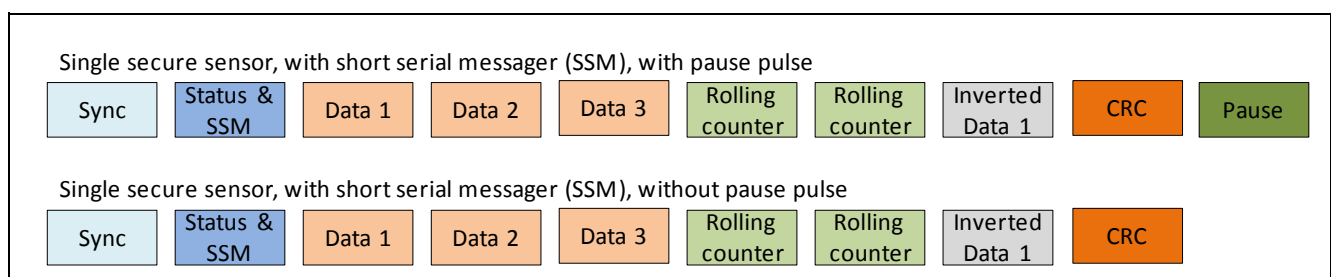 Single secure sensor, with short serial messager (SSM), with pause pulse
Sync
Status &
SSM
Data 1
Data 2
Data 3
Rolling
counter
Rolling
counter
Inverted
Data 1
CRC
Pause
Single secure sensor, with short serial messager (SSM), without pause pulse
Sync
Status &
SSM
Data 1
Data 2
Data 3
Rolling
counter
Rolling
counter
Inverted
Data 1
CRC